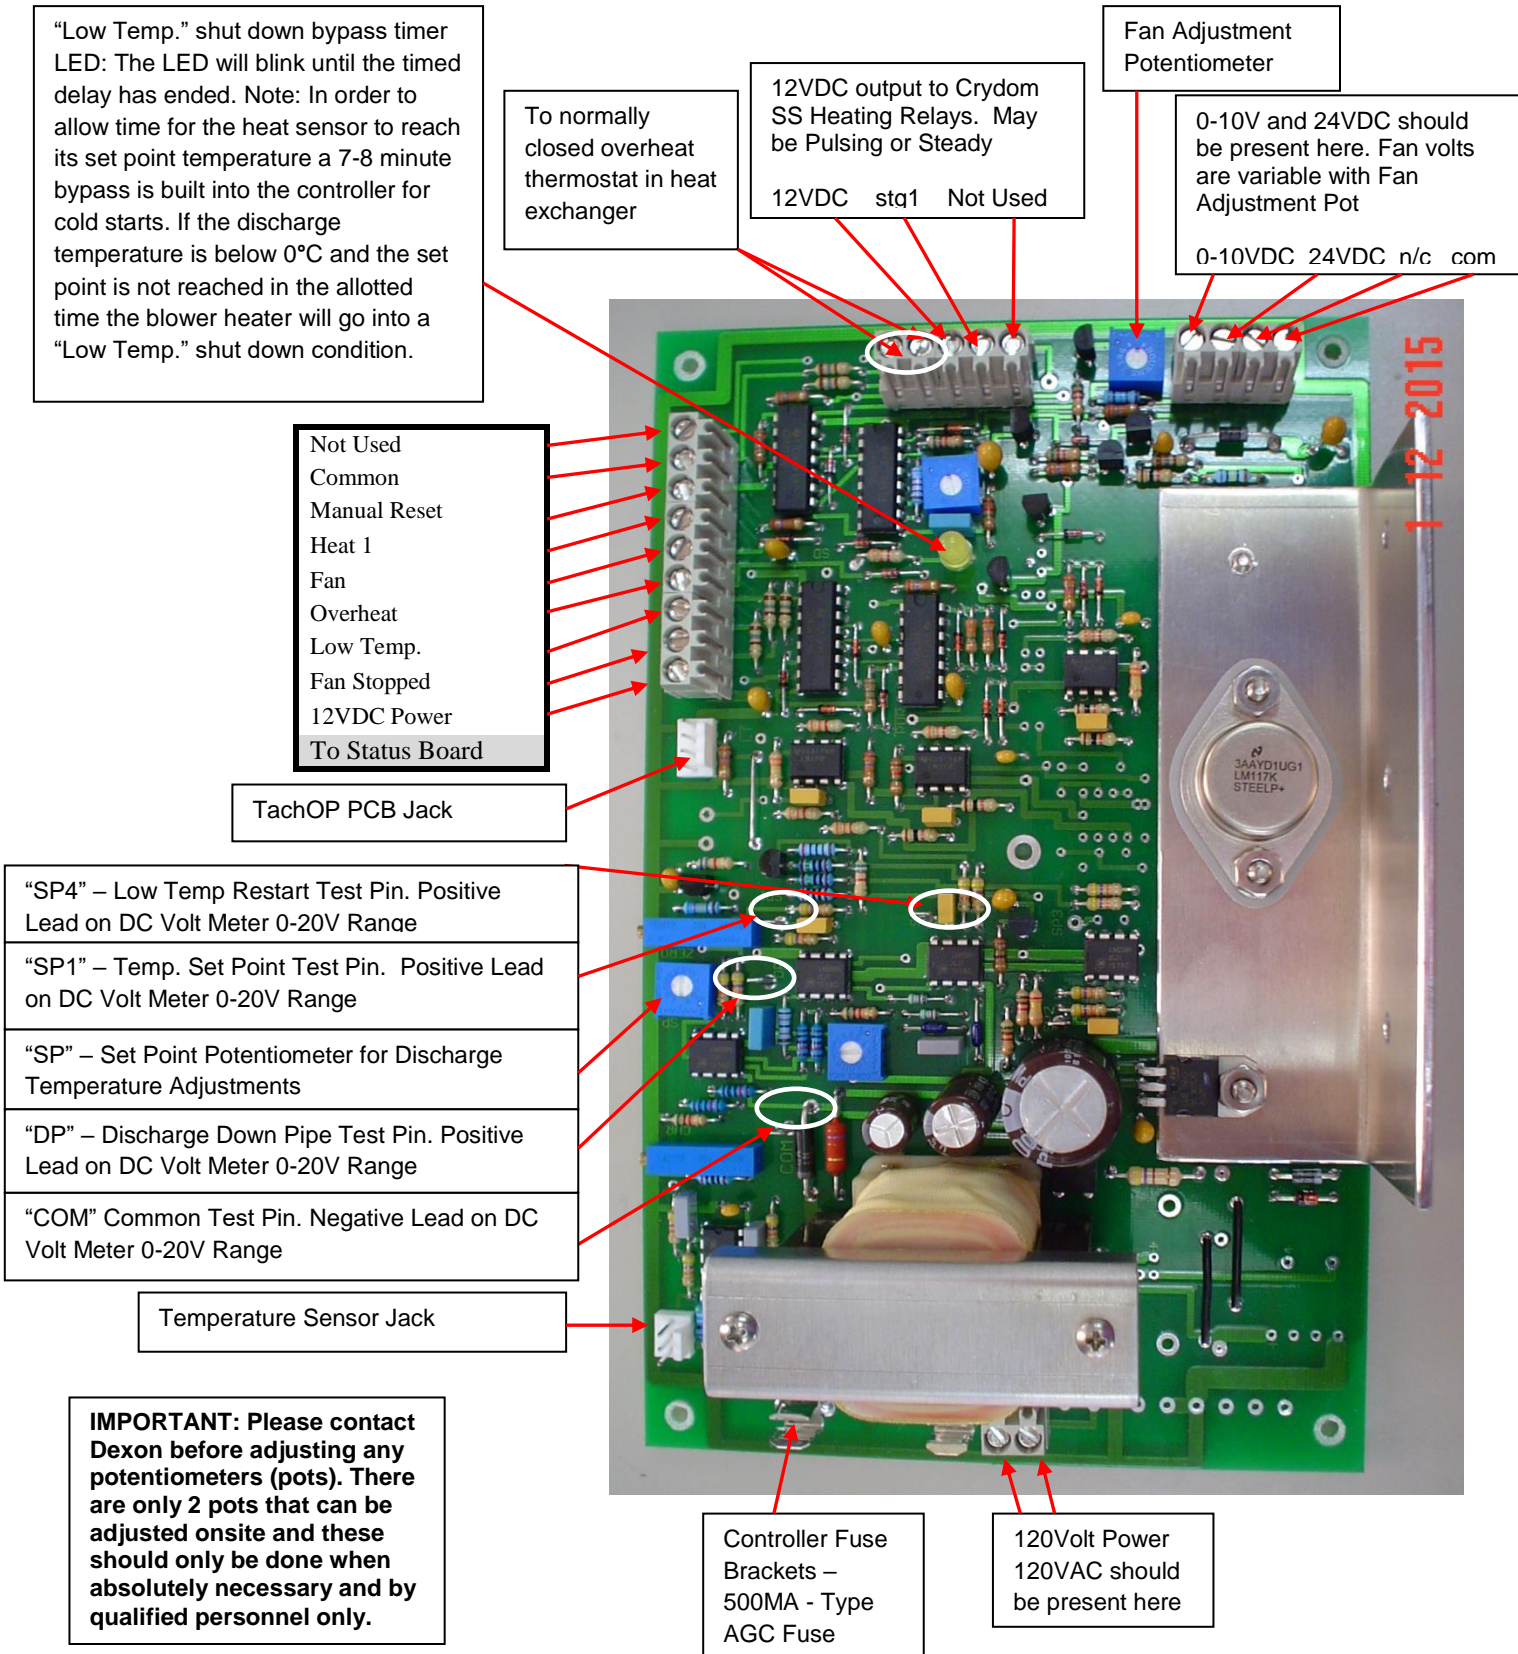 “Low Temp.” shut down bypass timer
LED: The LED will blink until the timed
delay has ended. Note: In order to
allow time for the heat sensor to reach
its set point temperature a 7-8 minute
bypass is built into the controller for
cold starts. If the discharge
temperature is below 0°C and the set
point is not reached in the allotted
time the blower heater will go into a
“Low Temp.” shut down condition.
To normally
closed overheat
thermostat in heat
exchanger
12VDC output to Crydom
SS Heating Relays.  May
be Pulsing or Steady
12VDC stg1 Not Used
Fan Adjustment
Potentiometer
0-10V and 24VDC should
be present here. Fan volts
are variable with Fan
Adjustment Pot
0-10VDC 24VDC n/c com
1 12 2015
Not Used
Common
Manual Reset
Heat 1
Fan
Overheat
Low Temp.
Fan Stopped
12VDC Power
To Status Board
TachOP PCB Jack
“SP4” – Low Temp Restart Test Pin. Positive
Lead on DC Volt Meter 0-20V Range
“SP1” – Temp. Set Point Test Pin.  Positive Lead
on DC Volt Meter 0-20V Range
“SP” – Set Point Potentiometer for Discharge
Temperature Adjustments
“DP” – Discharge Down Pipe Test Pin. Positive
Lead on DC Volt Meter 0-20V Range
“COM” Common Test Pin. Negative Lead on DC
Volt Meter 0-20V Range
Temperature Sensor Jack
3AAYD1UG1
LM117K
STEELP+
SP3
ZERO
SP
COM
IMPORTANT: Please contact
Dexon before adjusting any
potentiometers (pots). There
are only 2 pots that can be
adjusted onsite and these
should only be done when
absolutely necessary and by
qualified personnel only.
Controller Fuse
Brackets –
500MA - Type
AGC Fuse
120Volt Power
120VAC should
be present here